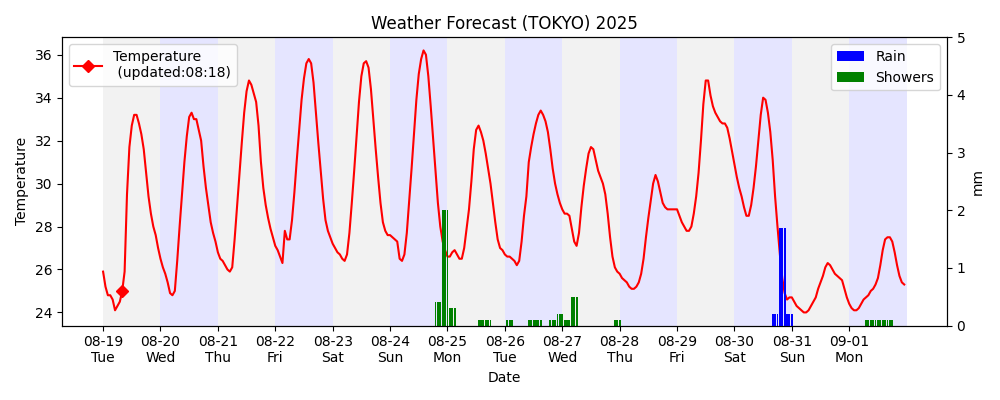 Weather Forecast (TOKYO) 2025
Temperature
(updated:08:18)
Rain
Showers
36
34
32
30
28
26
24
Temperature
5
4
3
2
1
0
mm
08-19 08-20 08-21 08-22 08-23 08-24 08-25 08-26 08-27 08-28 08-29 08-30 08-31 09-01
Tue Wed Thu Fri Sat Sun Mon Tue Wed Thu Fri Sat Sun Mon
Date